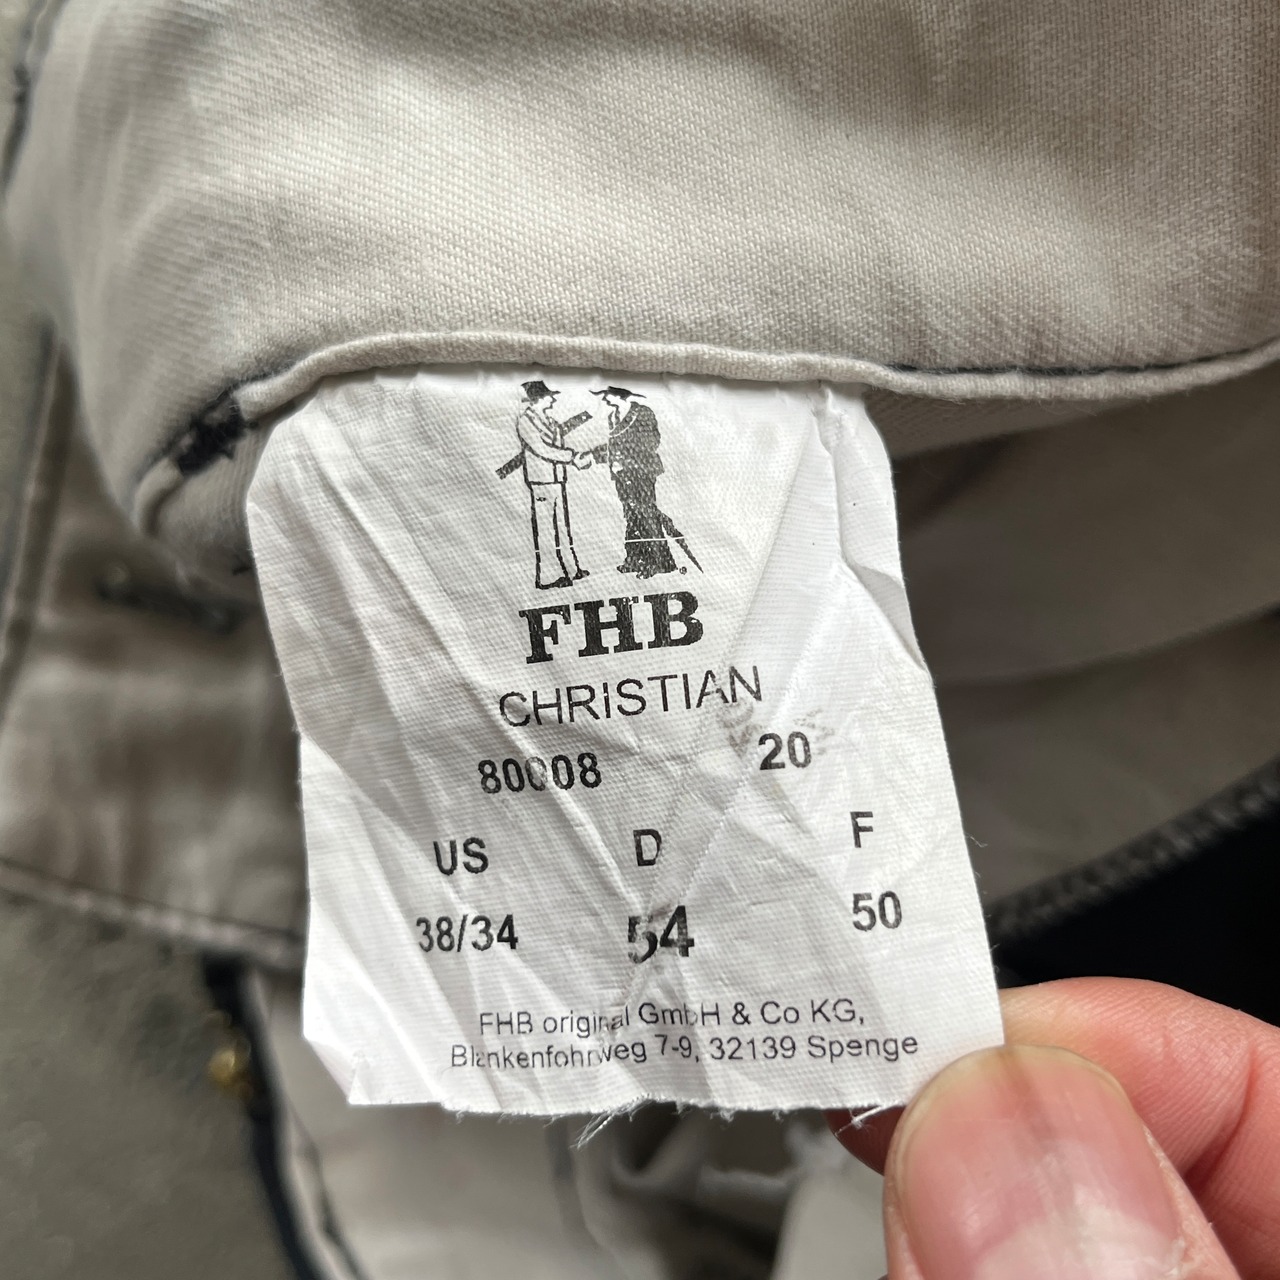 FHB
CHRISTIAN
80008 20
US D F
38/34 54 50
FHB original GmbH & Co KG,
Blankenfohrweg 7-9, 32139 Spenge